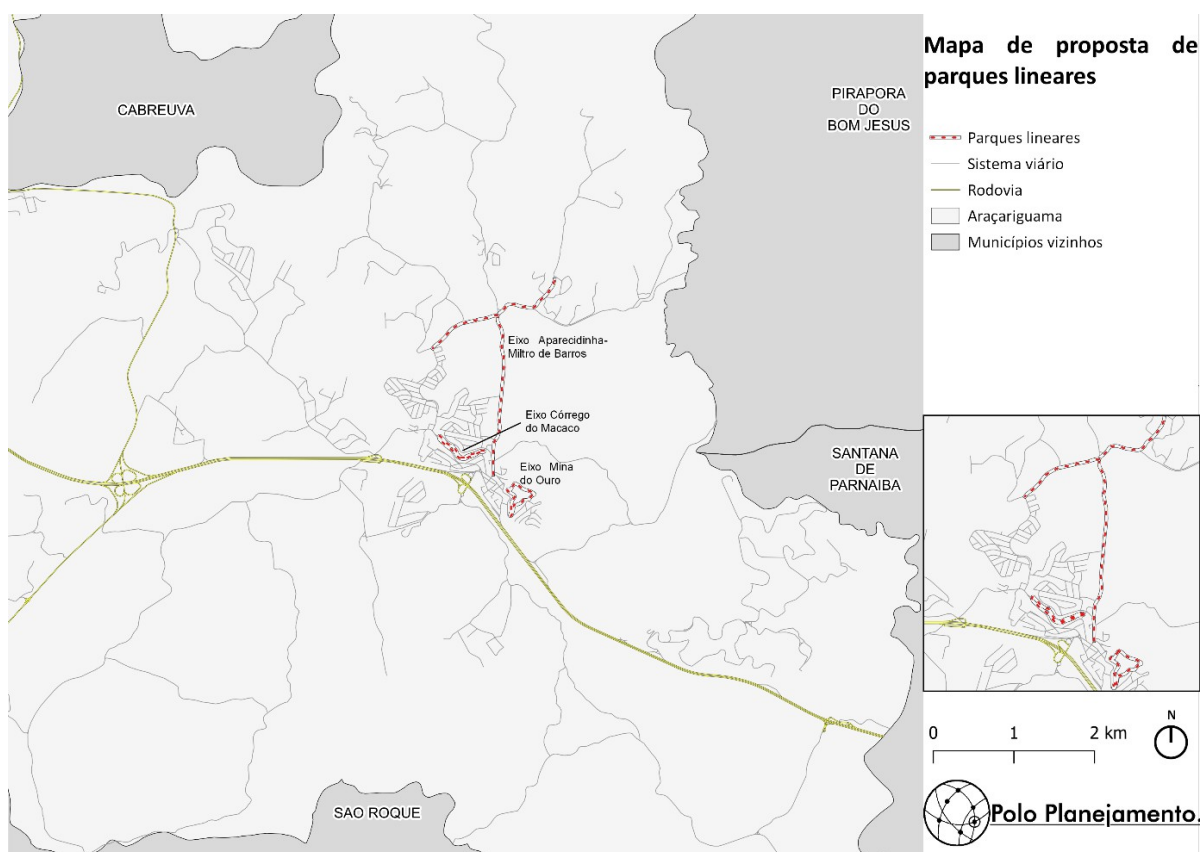 Mapa de proposta de
parques lineares
Parques lineares
Sistema viário
Rodovia
Araçariguama
Municípios vizinhos
CABREUVA
PIRAPORA
DO
BOM JESUS
Eixo Aparecidinha-
Miltro de Barros
Eixo Córrego
do Macaco
Eixo Mina
do Ouro
SANTANA
DE
PARNAIBA
SAO ROQUE
0 1 2 km
N
Polo Planejamento.